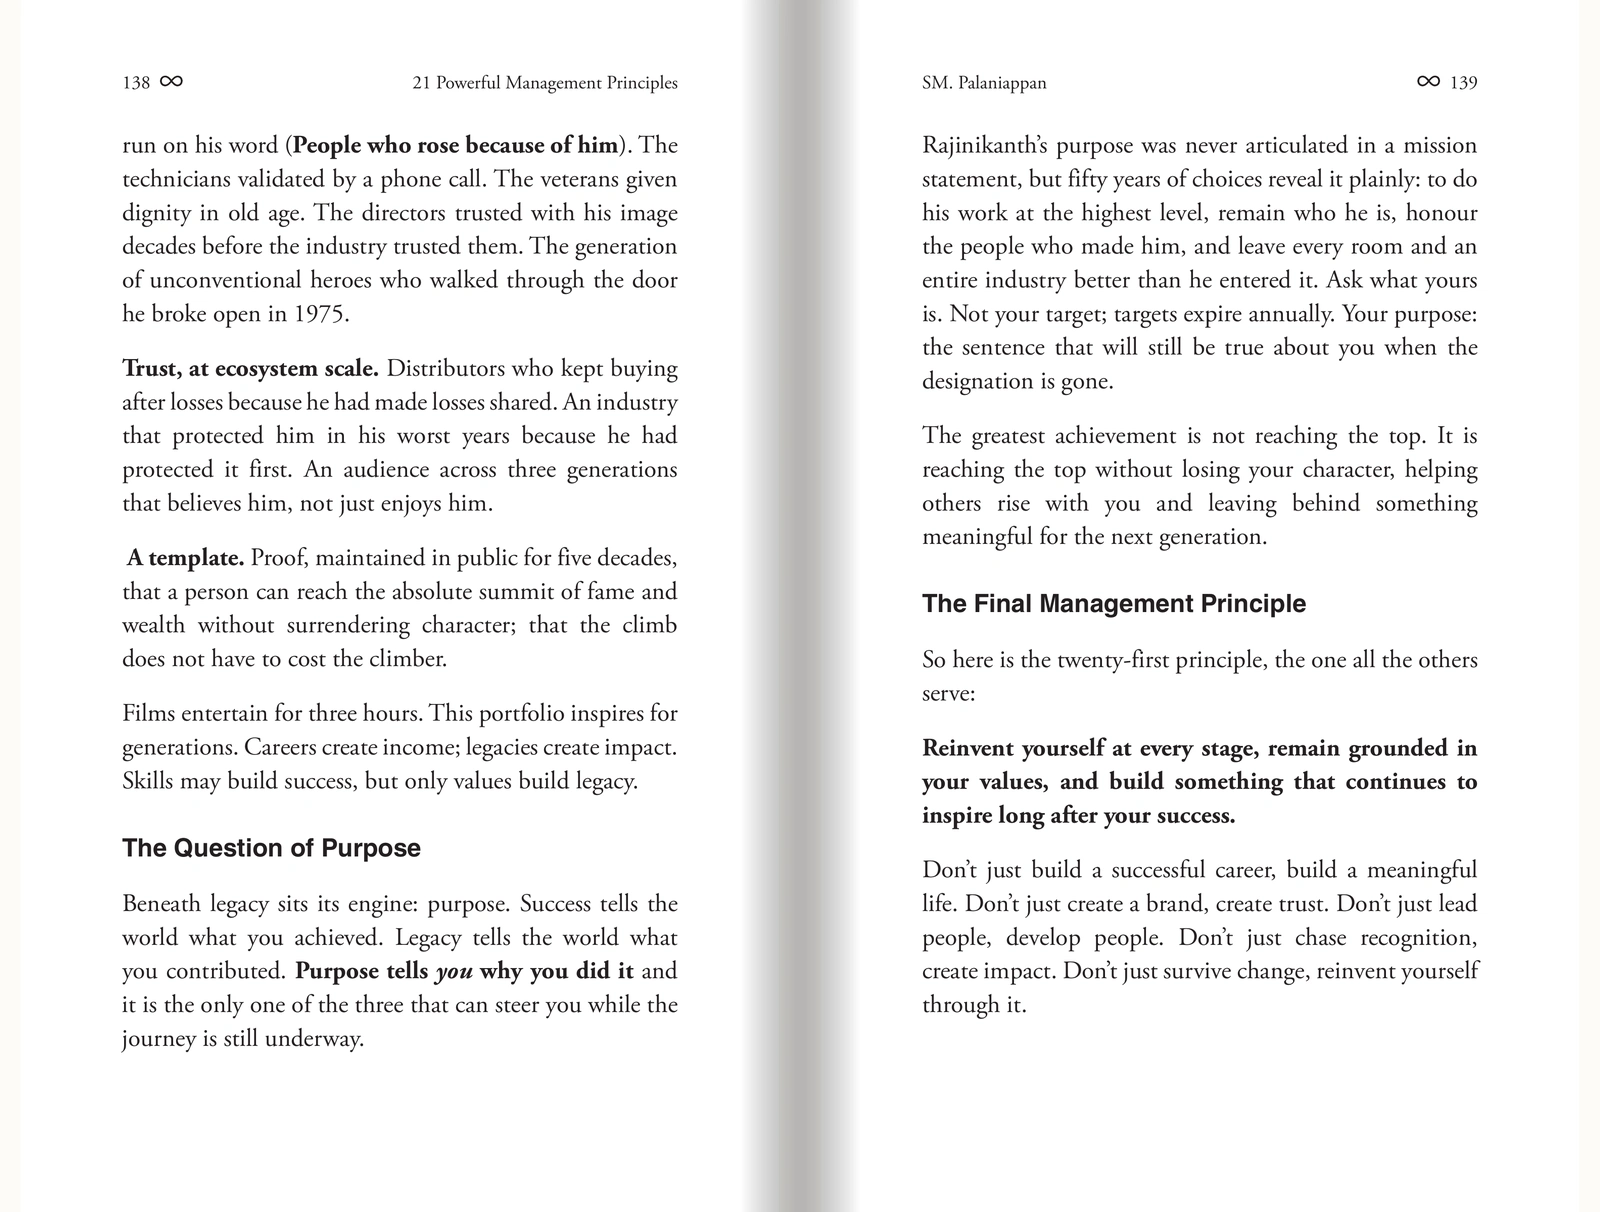 138 ∞ 21 Powerful Management Principles
run on his word (People who rose because of him). The
technicians validated by a phone call. The veterans given
dignity in old age. The directors trusted with his image
decades before the industry trusted them. The generation
of unconventional heroes who walked through the door
he broke open in 1975.
Trust, at ecosystem scale. Distributors who kept buying
after losses because he had made losses shared. An industry
that protected him in his worst years because he had
protected it first. An audience across three generations
that believes him, not just enjoys him.
A template. Proof, maintained in public for five decades,
that a person can reach the absolute summit of fame and
wealth without surrendering character; that the climb
does not have to cost the climber.
Films entertain for three hours. This portfolio inspires for
generations. Careers create income; legacies create impact.
Skills may build success, but only values build legacy.
The Question of Purpose
Beneath legacy sits its engine: purpose. Success tells the
world what you achieved. Legacy tells the world what
you contributed. Purpose tells you why you did it and
it is the only one of the three that can steer you while the
journey is still underway.
SM. Palaniappan ∞ 139
Rajinikanth’s purpose was never articulated in a mission
statement, but fifty years of choices reveal it plainly: to do
his work at the highest level, remain who he is, honour
the people who made him, and leave every room and an
entire industry better than he entered it. Ask what yours
is. Not your target; targets expire annually. Your purpose:
the sentence that will still be true about you when the
designation is gone.
The greatest achievement is not reaching the top. It is
reaching the top without losing your character, helping
others rise with you and leaving behind something
meaningful for the next generation.
The Final Management Principle
So here is the twenty-first principle, the one all the others
serve:
Reinvent yourself at every stage, remain grounded in
your values, and build something that continues to
inspire long after your success.
Don’t just build a successful career, build a meaningful
life. Don’t just create a brand, create trust. Don’t just lead
people, develop people. Don’t just chase recognition,
create impact. Don’t just survive change, reinvent yourself
through it.